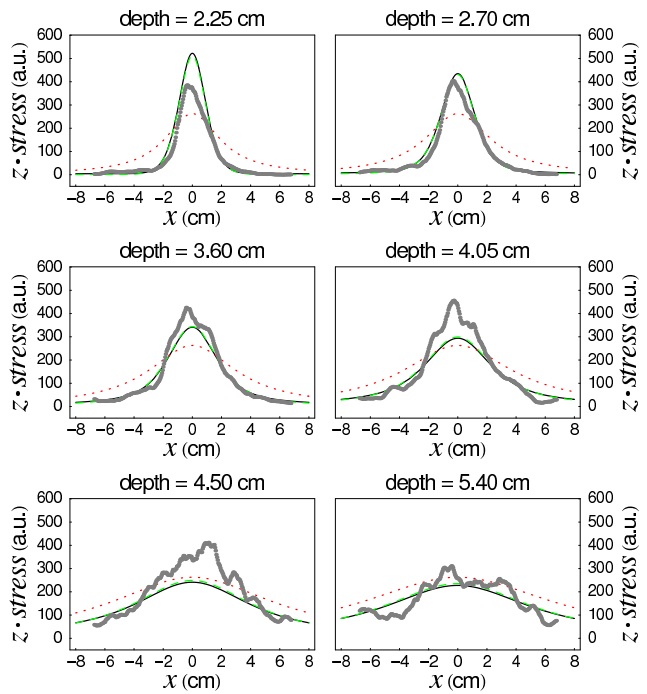 depth = 2.25 cm depth = 2.70 cm
600 600
500 500
400 400
300 300
200 200
100 100
0 0
z • stress (a.u.) z • stress (a.u.)
−8 −6 −4 −2 0 2 4 6 8 −8 −6 −4 −2 0 2 4 6 8
x (cm) x (cm)
depth = 3.60 cm depth = 4.05 cm
600 600
500 500
400 400
300 300
200 200
100 100
0 0
z • stress (a.u.) z • stress (a.u.)
−8 −6 −4 −2 0 2 4 6 8 −8 −6 −4 −2 0 2 4 6 8
x (cm) x (cm)
depth = 4.50 cm depth = 5.40 cm
600 600
500 500
400 400
300 300
200 200
100 100
0 0
z • stress (a.u.) z • stress (a.u.)
−8 −6 −4 −2 0 2 4 6 8 −8 −6 −4 −2 0 2 4 6 8
x (cm) x (cm)